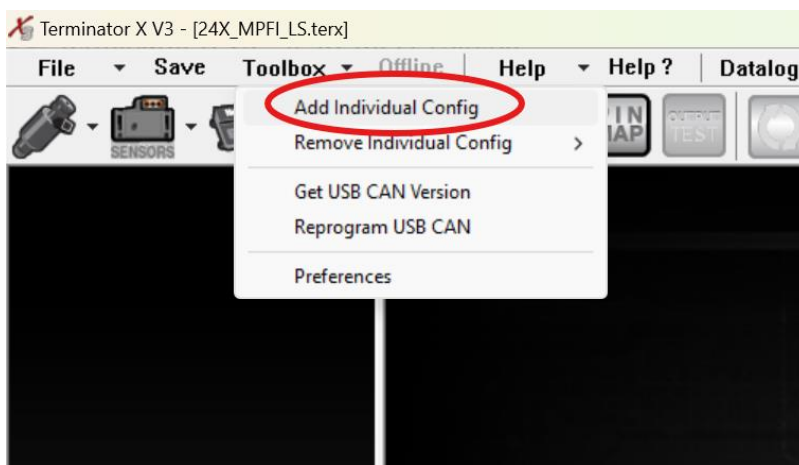 Terminator X V3 - [24X_MPFI_LS.terx]
File Save Toolbox Offline Help Help ? Datalog
SENSORS
PIN
MAP
OUTPUT
TEST
Add Individual Config
Remove Individual Config
Get USB CAN Version
Reprogram USB CAN
Preferences